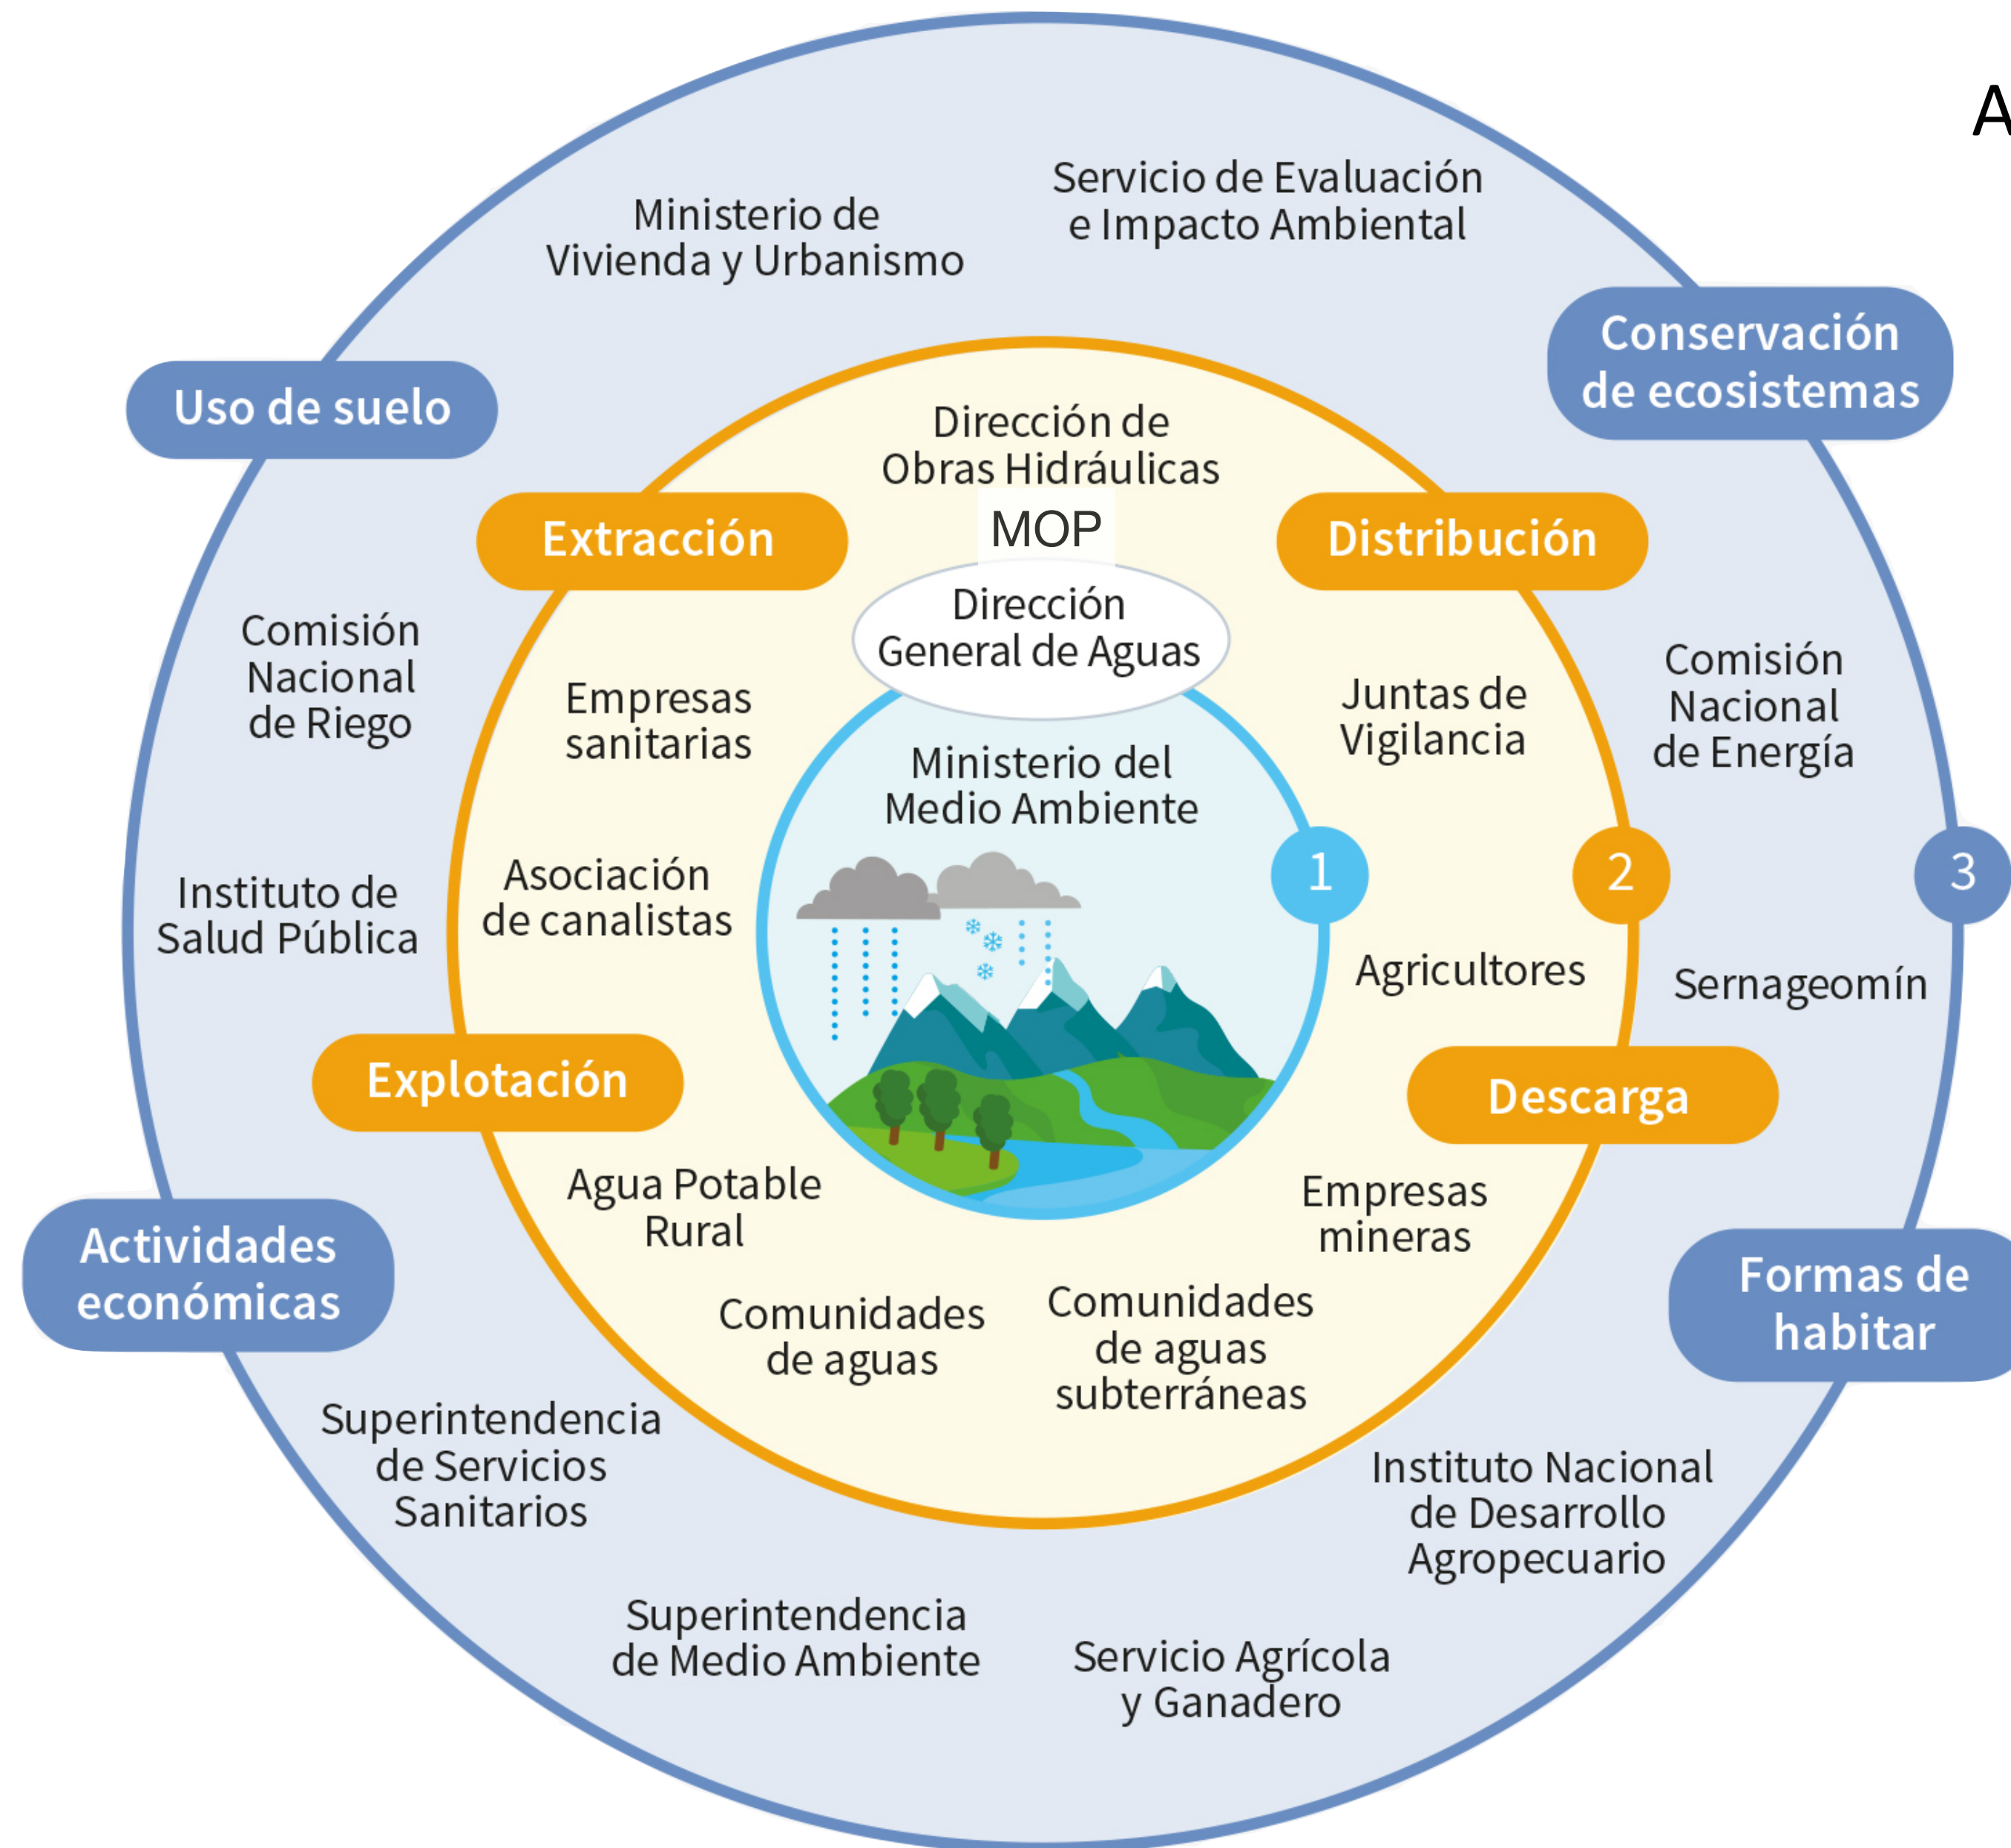 A
Servicio de Evaluación
e Impacto Ambiental
Ministerio de
Vivienda y Urbanismo
Conservación
de ecosistemas
Uso de suelo
Dirección de
Obras Hidráulicas
MOP
Extracción
Distribución
Dirección
General de Aguas
Comisión
Nacional
de Riego
Empresas
sanitarias
Juntas de
Vigilancia
Comisión
Nacional
de Energía
Ministerio del
Medio Ambiente
1
2
3
Instituto de
Salud Pública
Asociación
de canalistas
Agricultores
Sernageomín
Explotación
Descarga
Agua Potable
Rural
Empresas
mineras
Actividades
económicas
Formas de
habitar
Comunidades
de aguas
Comunidades
de aguas
subterráneas
Superintendencia
de Servicios
Sanitarios
Instituto Nacional
de Desarrollo
Agropecuario
Superintendencia
de Medio Ambiente
Servicio Agrícola
y Ganadero